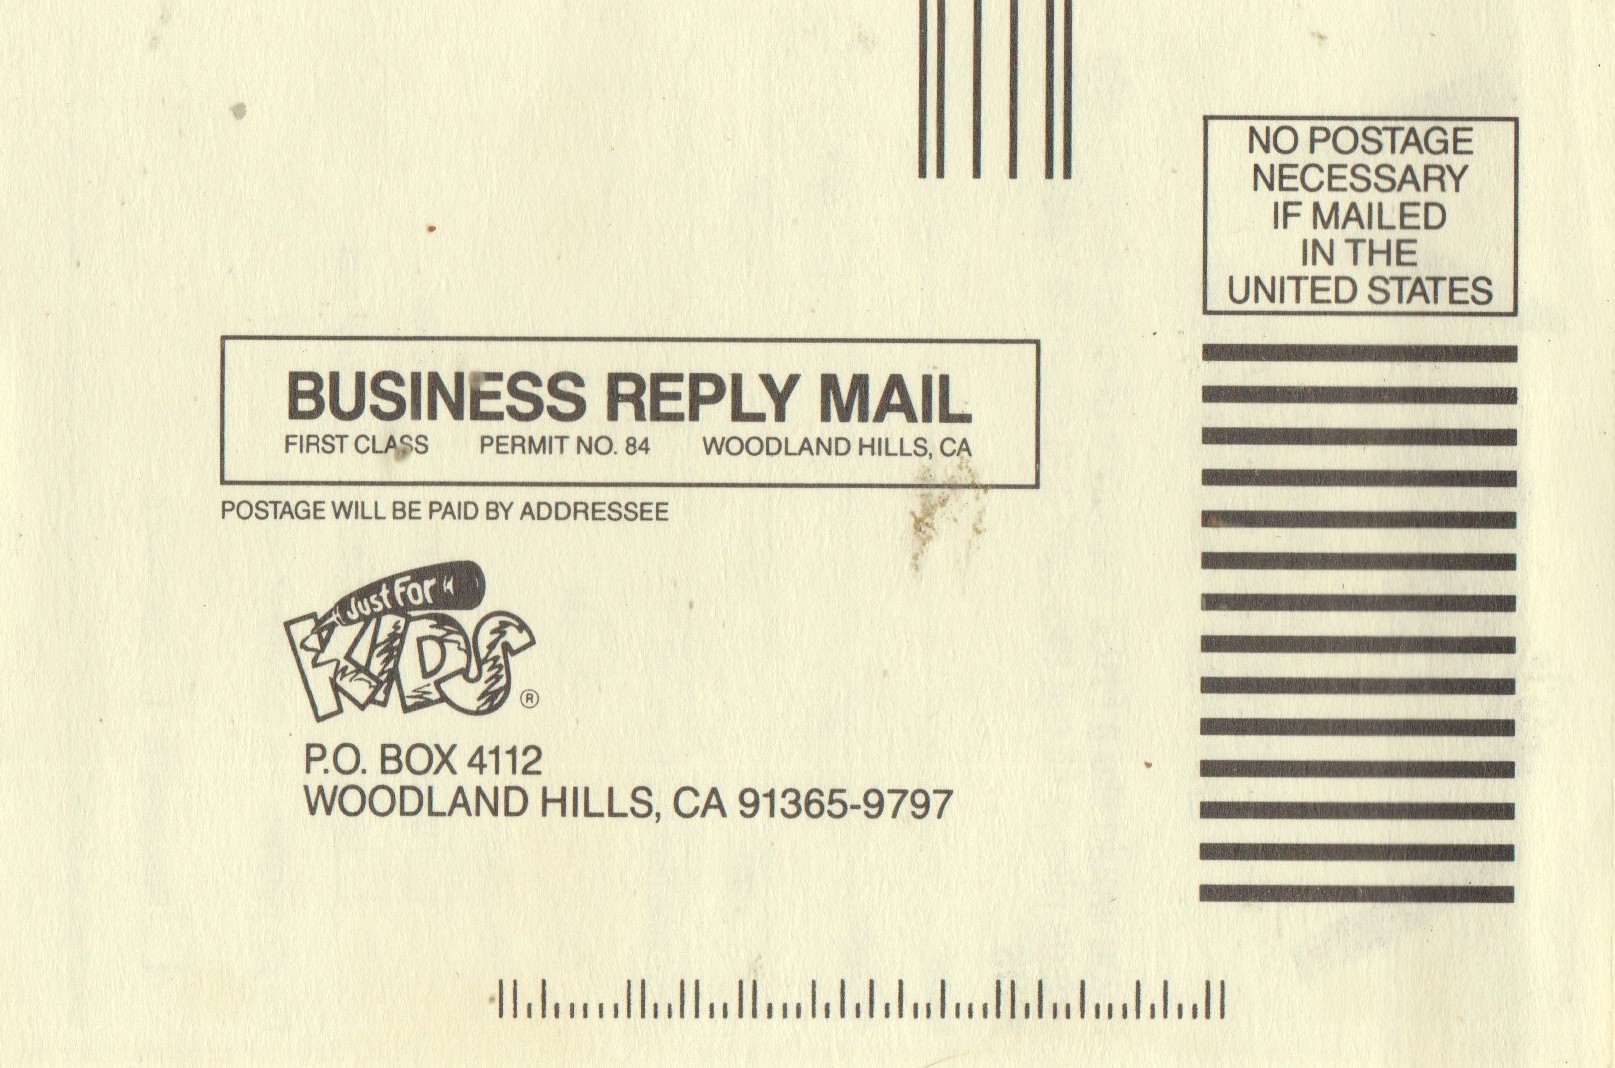 NO POSTAGE
NECESSARY
IF MAILED
IN THE
UNITED STATES
BUSINESS REPLY MAIL
FIRST CLASS PERMIT NO. 84 WOODLAND HILLS, CA
POSTAGE WILL BE PAID BY ADDRESSEE
Just For
KIDS ®
P.O. BOX 4112
WOODLAND HILLS, CA 91365-9797